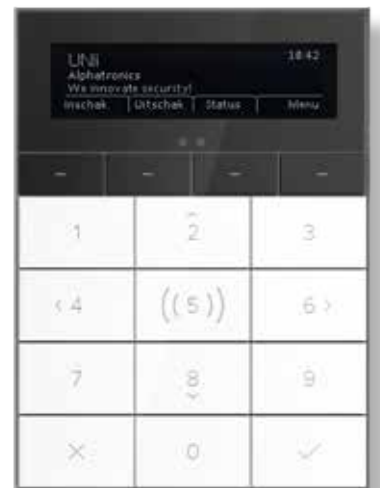 UNii 18:42
Alphatronics
We innovate security!
Inschak. Uitschak. Status Menu
1 2 3
4 5 6
7 8 9
0